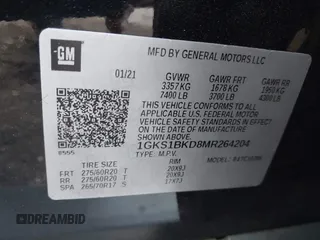 GM
MFD BY GENERAL MOTORS LLC
01/21
GVWR GAWR FRT GAWR RR
3357 KG 1678 KG 1950 KG
7400 LB 3700 LB 4300 LB
THIS VEHICLE CONFORMS TO ALL APPLICABLE
U.S. FEDERAL MOTOR VEHICLE SAFETY
STANDARDS IN EFFECT ON THE DATE OF
MANUFACTURE SHOWN ABOVE.
1GKS1BKD8MR264204
TYPE: M.P.V. MODEL:
TIRE SIZE RIM
FRT 275/60R20 T 20X9J
RR 275/60R20 T 20X9J
SPA 265/70R17 S 17X7J
DREAMBID